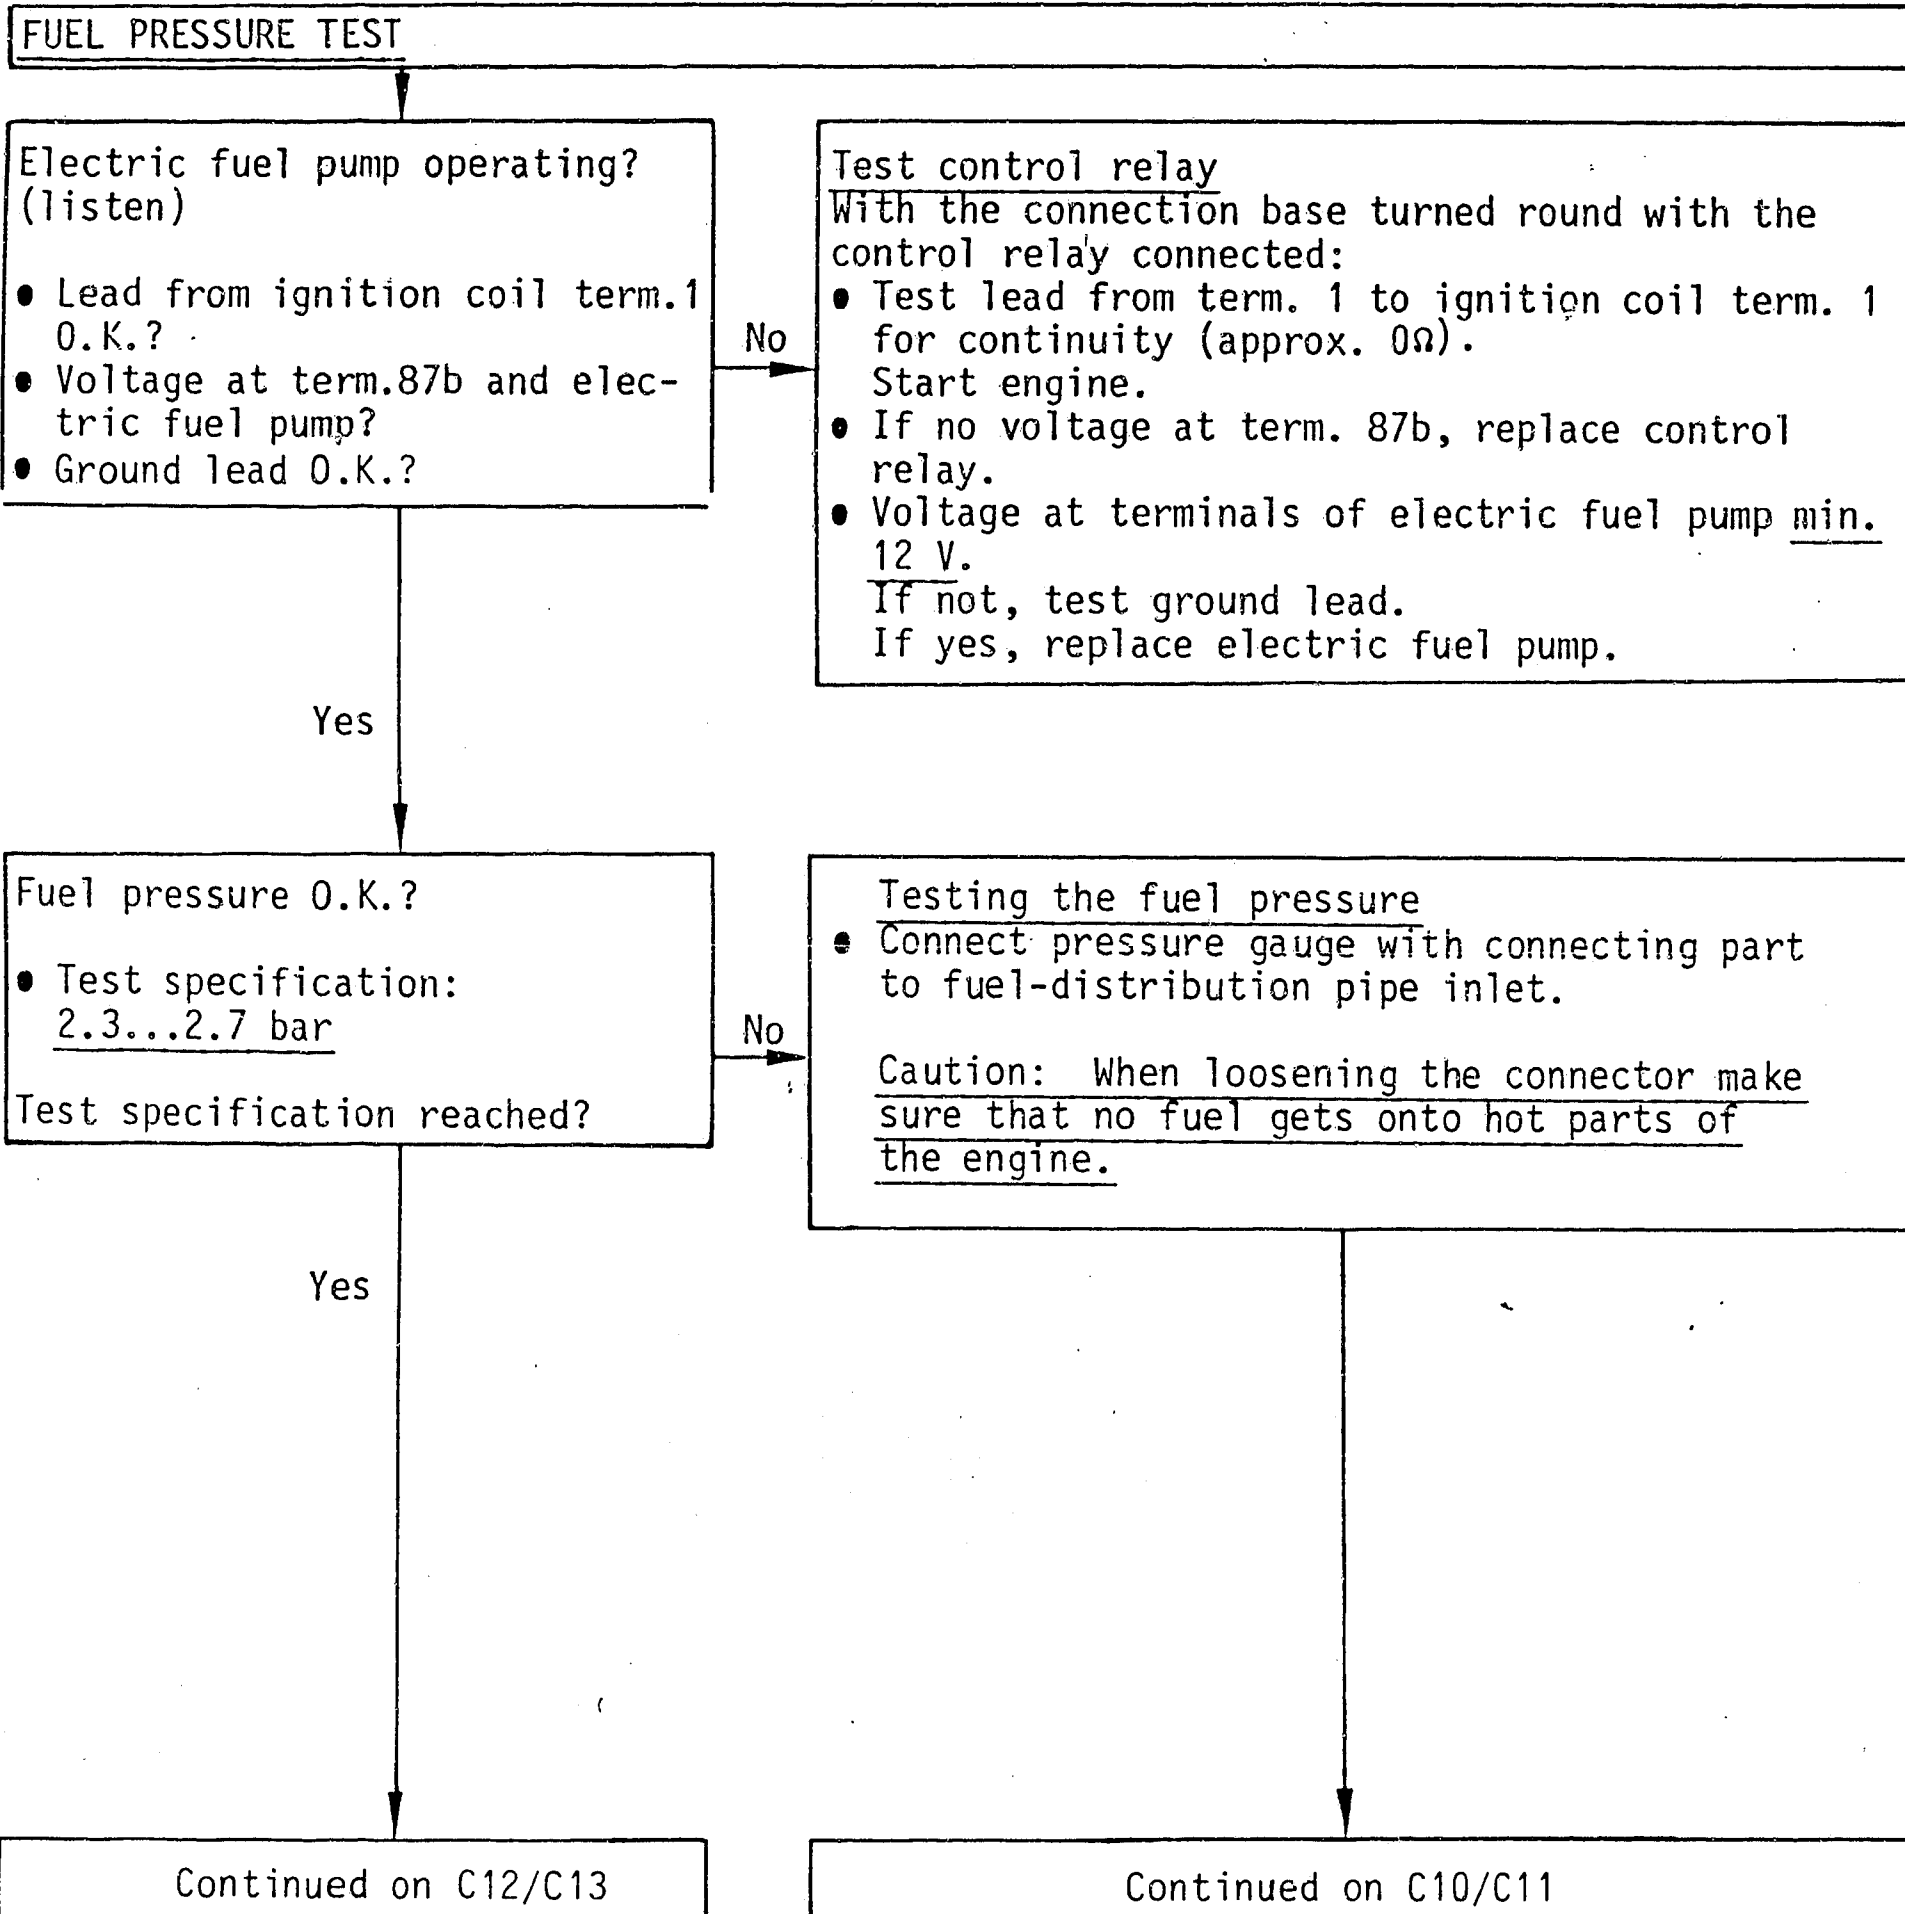 FUEL PRESSURE TEST
Electric fuel pump operating?
(listen)
● Lead from ignition coil term.1
O.K.?
● Voltage at term.87b and elec-
tric fuel pump?
● Ground lead O.K.?
No
Test control relay
With the connection base turned round with the
control relay connected:
● Test lead from term. 1 to ignition coil term. 1
for continuity (approx. 0Ω).
Start engine.
● If no voltage at term. 87b, replace control
relay.
● Voltage at terminals of electric fuel pump min.
12 V.
If not, test ground lead.
If yes, replace electric fuel pump.
Yes
Fuel pressure O.K.?
● Test specification:
2.3...2.7 bar
Test specification reached?
No
Testing the fuel pressure
● Connect pressure gauge with connecting part
to fuel-distribution pipe inlet.
Caution: When loosening the connector make
sure that no fuel gets onto hot parts of
the engine.
Yes
Continued on C12/C13
Continued on C10/C11